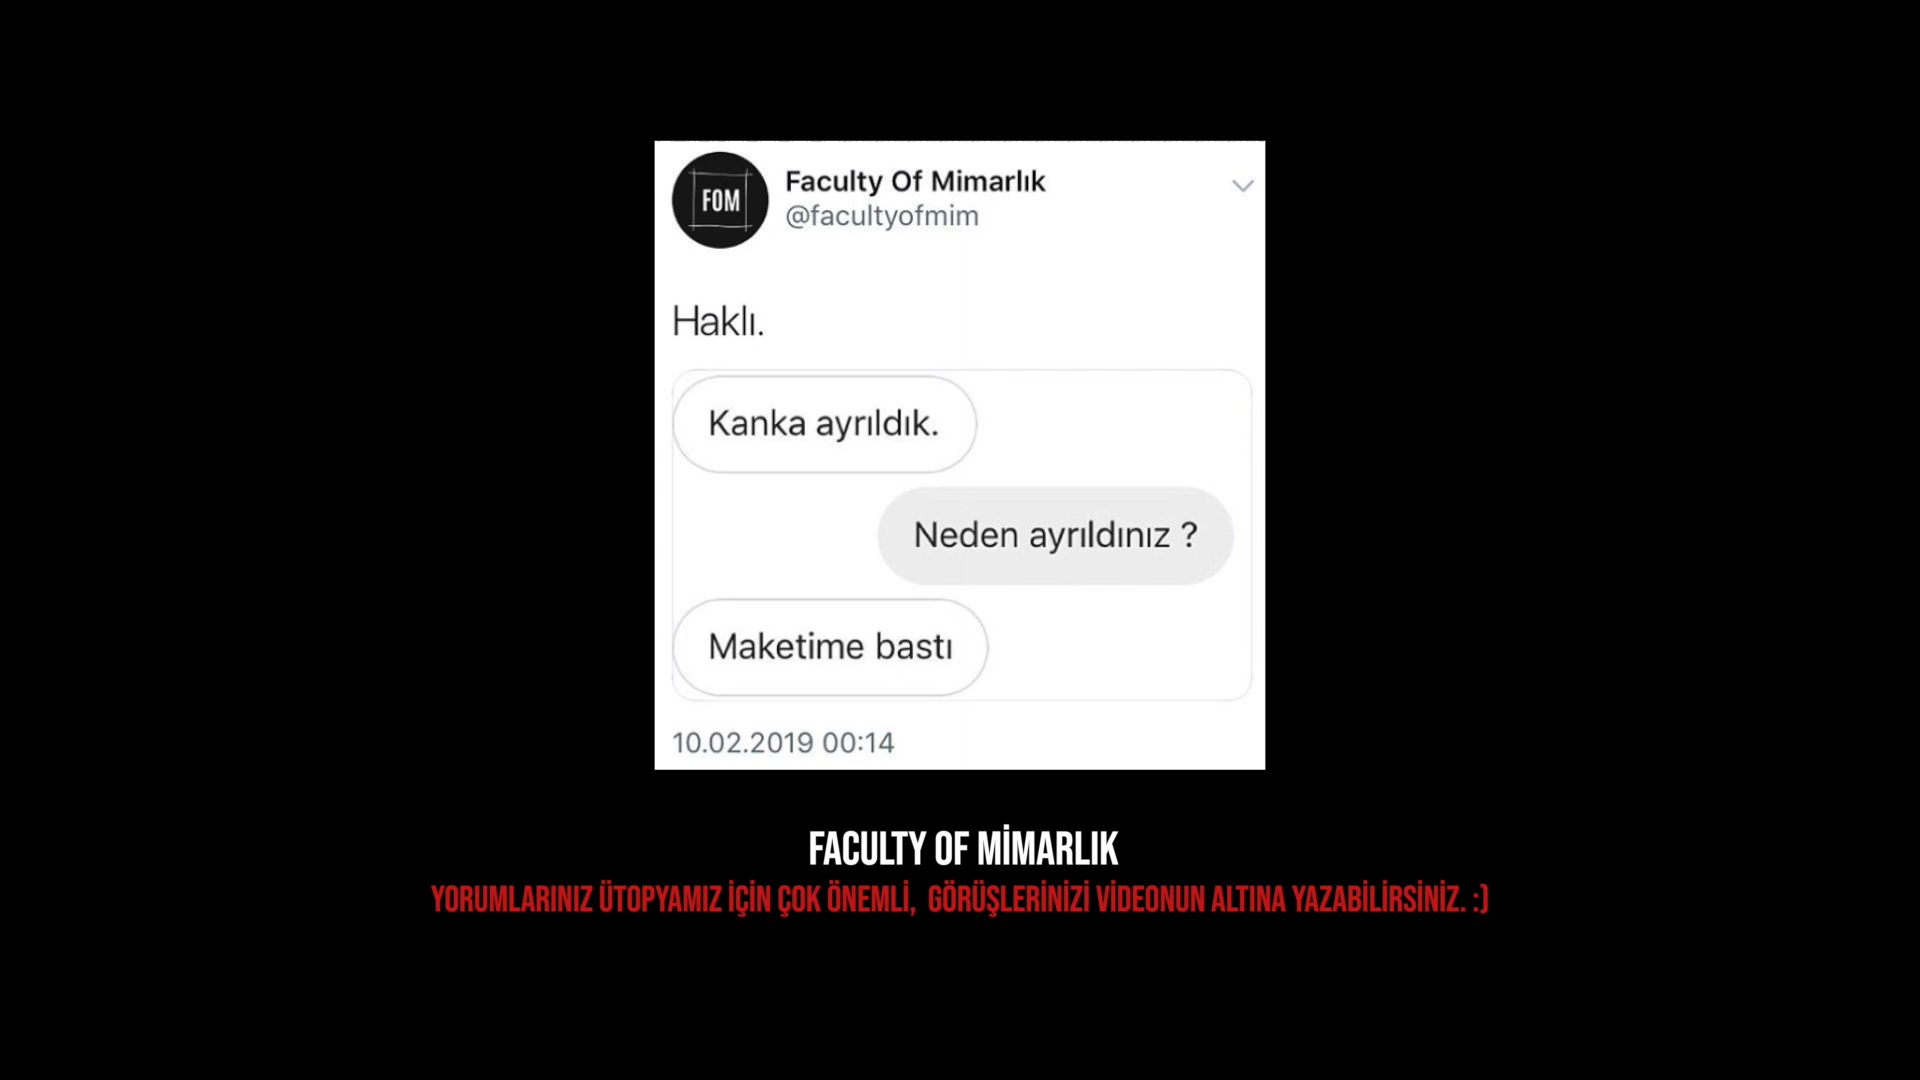 FOM
Faculty Of Mimarlık
@facultyofmim
Haklı.
Kanka ayrıldık.
Neden ayrıldınız ?
Maketime bastı
10.02.2019 00:14
FACULTY OF MİMARLIK
YORUMLARINIZ ÜTOPYAMIZ İÇİN ÇOK ÖNEMLİ, GÖRÜŞLERİNİZİ VİDEONUN ALTINA YAZABİLİRSİNİZ. :)